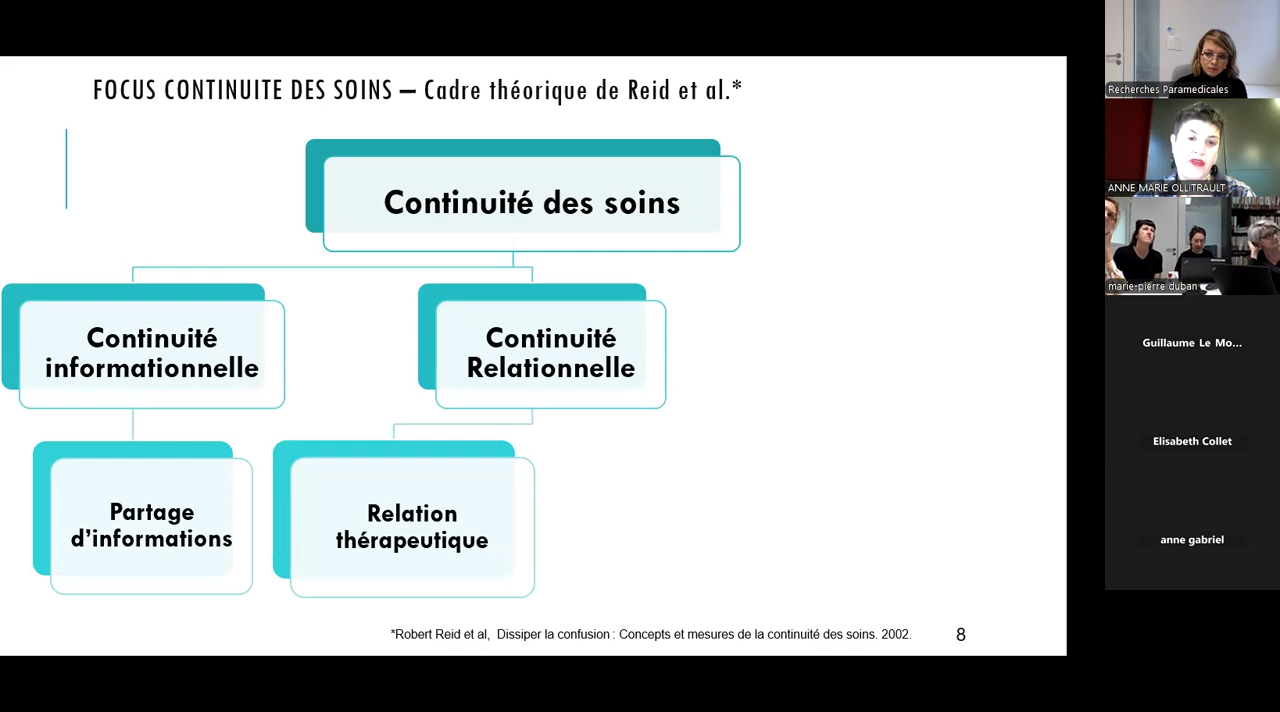 FOCUS CONTINUITE DES SOINS – Cadre théorique de Reid et al.*
Continuité des soins
Continuité
informationnelle
Continuité
Relationnelle
Partage
d’informations
Relation
thérapeutique
*Robert Reid et al, Dissiper la confusion : Concepts et mesures de la continuité des soins. 2002.
8
Recherches Paramedicales
ANNE MARIE OLLITRAULT
marie-pierre duban
Guillaume Le Mo...
Elisabeth Collet
anne gabriel